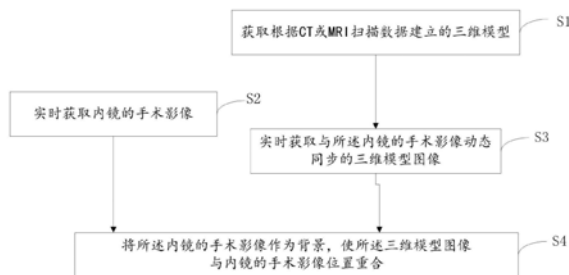 获取根据CT或MRI扫描数据建立的三维模型
S1
实时获取内镜的手术影像
S2
实时获取与所述内镜的手术影像动态
同步的三维模型图像
S3
将所述内镜的手术影像作为背景，使所述三维模型图像
与内镜的手术影像位置重合
S4